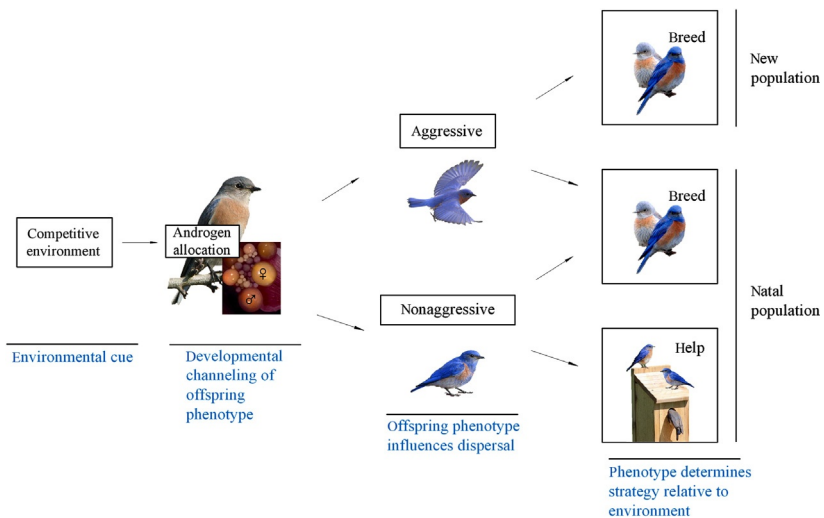 Breed
New
population
Aggressive
Breed
Competitive
environment
Androgen
allocation
♀
♂
Natal
population
Nonaggressive
Help
Environmental cue
Developmental
channeling of
offspring
phenotype
Offspring phenotype
influences dispersal
Phenotype determines
strategy relative to
environment